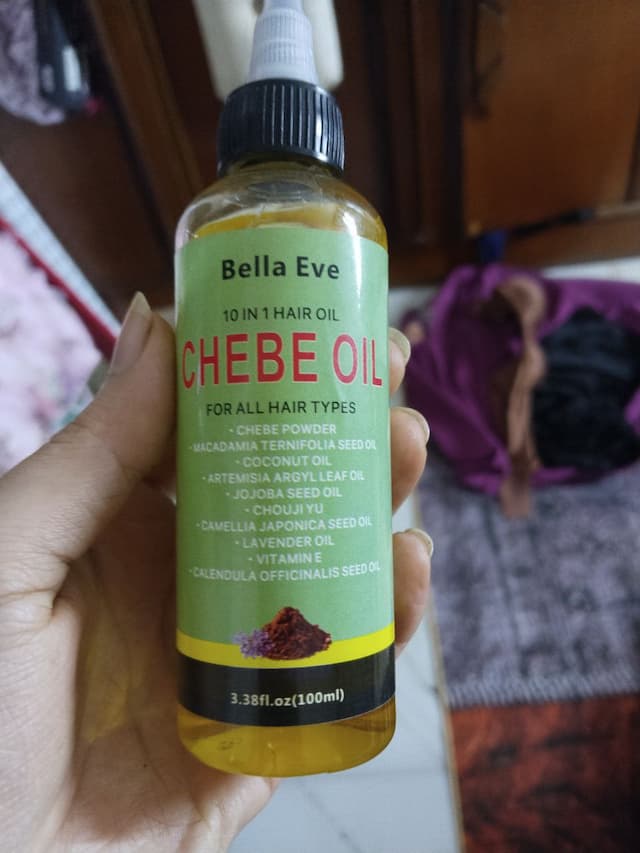 Bella Eve
10 IN 1 HAIR OIL
CHEBE OIL
FOR ALL HAIR TYPES
· CHEBE POWDER
· MACADAMIA TERNIFOLIA SEED OIL
· COCONUT OIL
· ARTEMISIA ARGYL LEAF OIL
· JOJOBA SEED OIL
· CHOUJI YU
· CAMELLIA JAPONICA SEED OIL
· LAVENDER OIL
· VITAMIN E
· CALENDULA OFFICINALIS SEED OIL
3.38fl.oz(100ml)